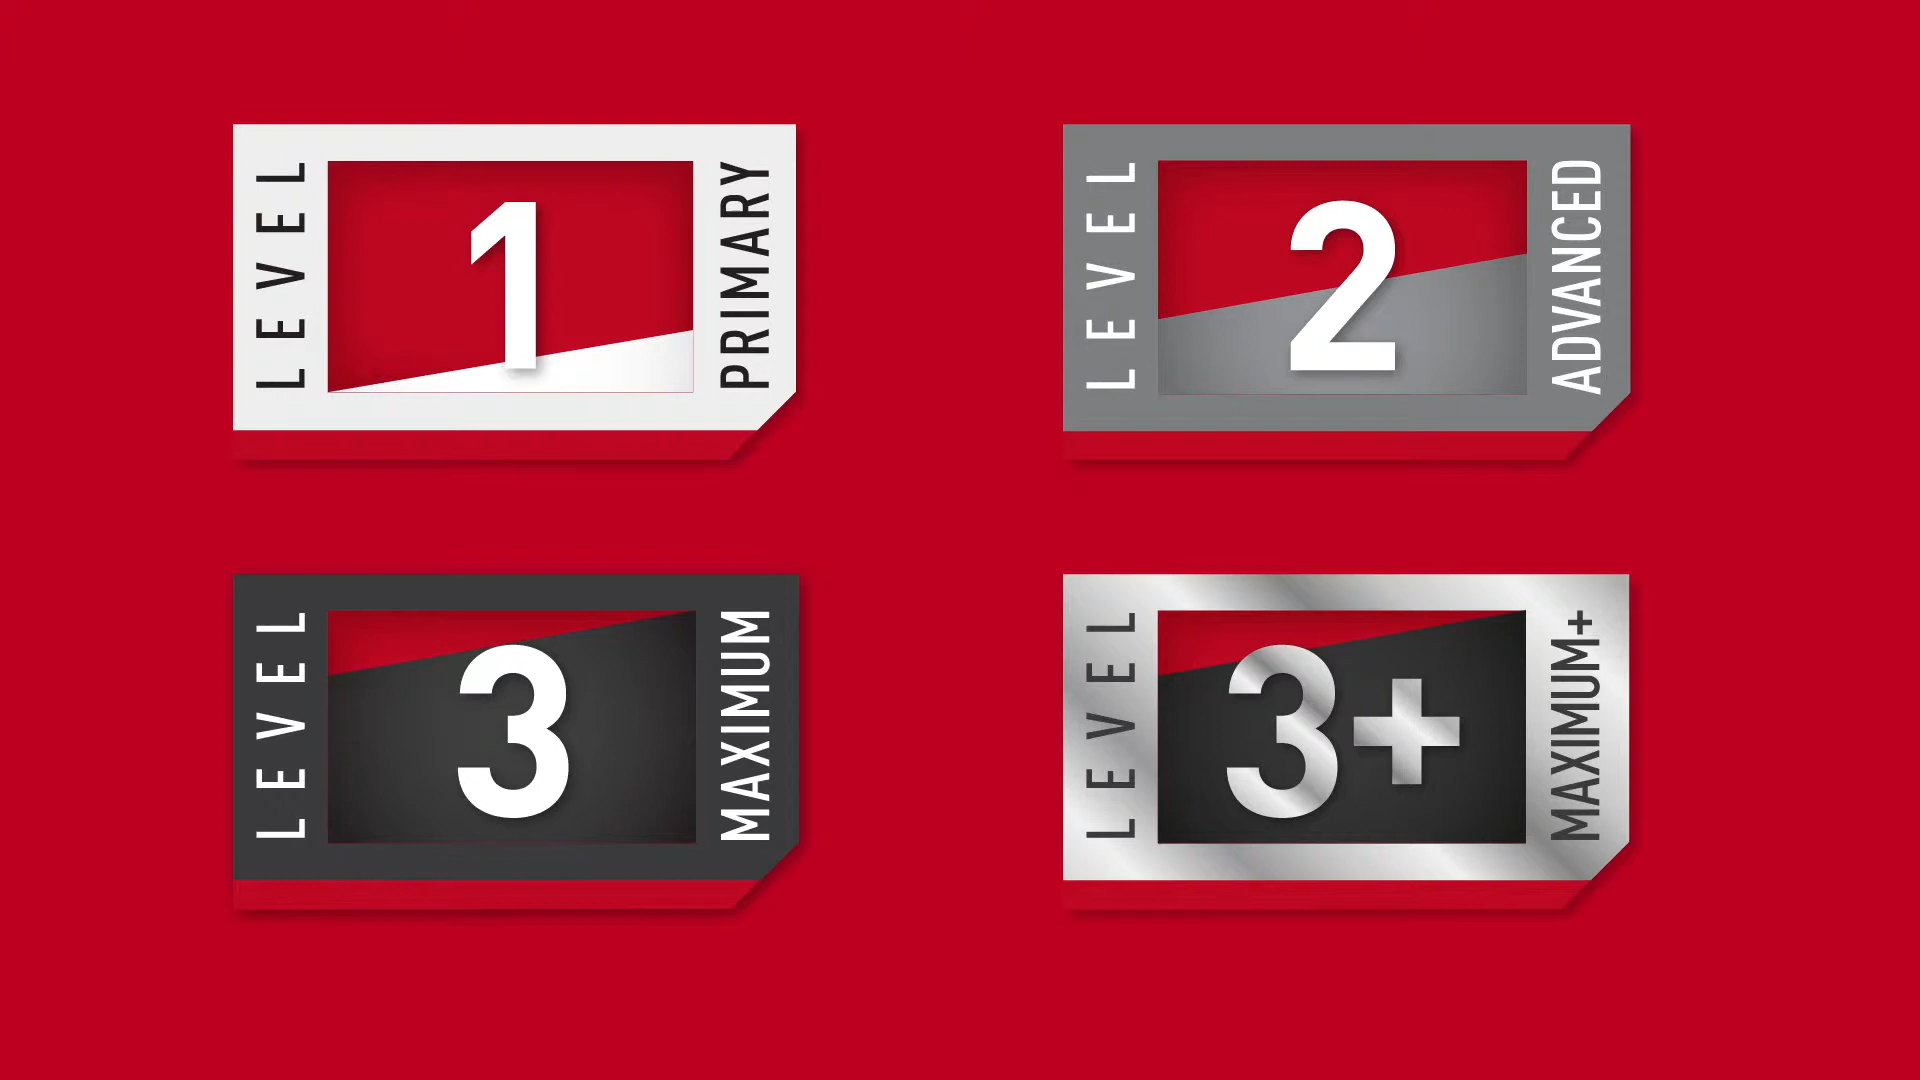 LEVEL
1
PRIMARY
LEVEL
2
ADVANCED
LEVEL
3
MAXIMUM
LEVEL
3+
MAXIMUM+